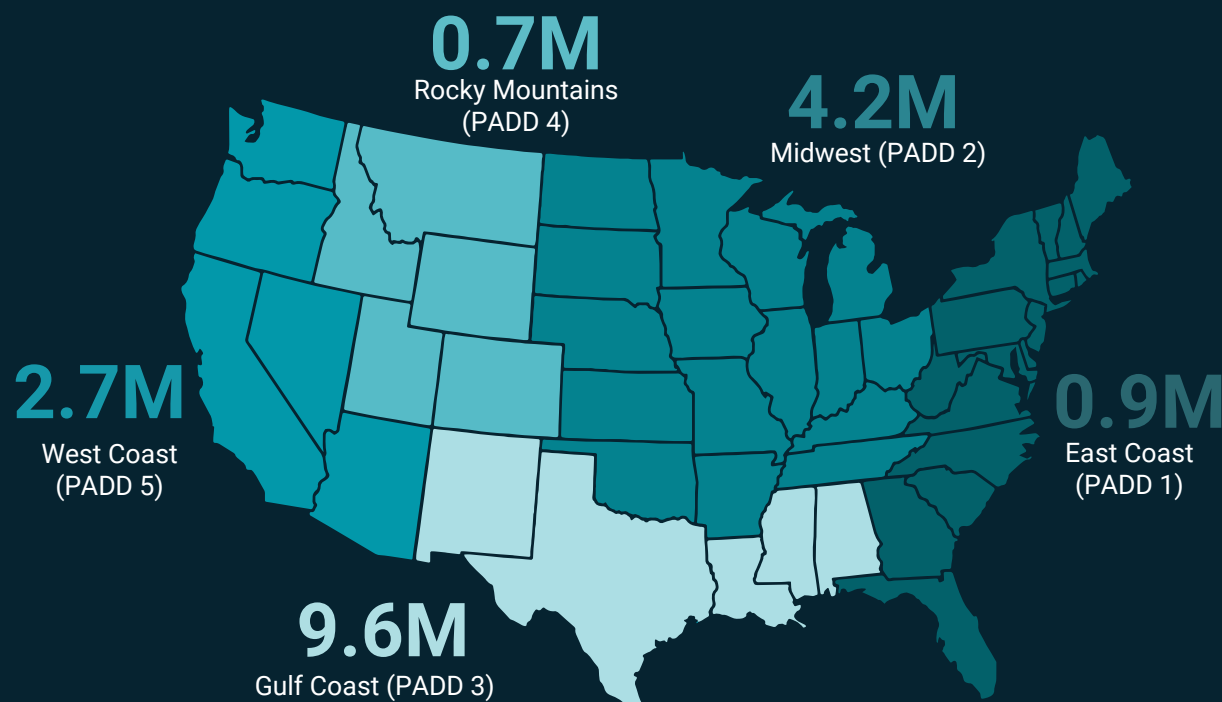 0.7M
Rocky Mountains
(PADD 4)
4.2M
Midwest (PADD 2)
2.7M
West Coast
(PADD 5)
0.9M
East Coast
(PADD 1)
9.6M
Gulf Coast (PADD 3)